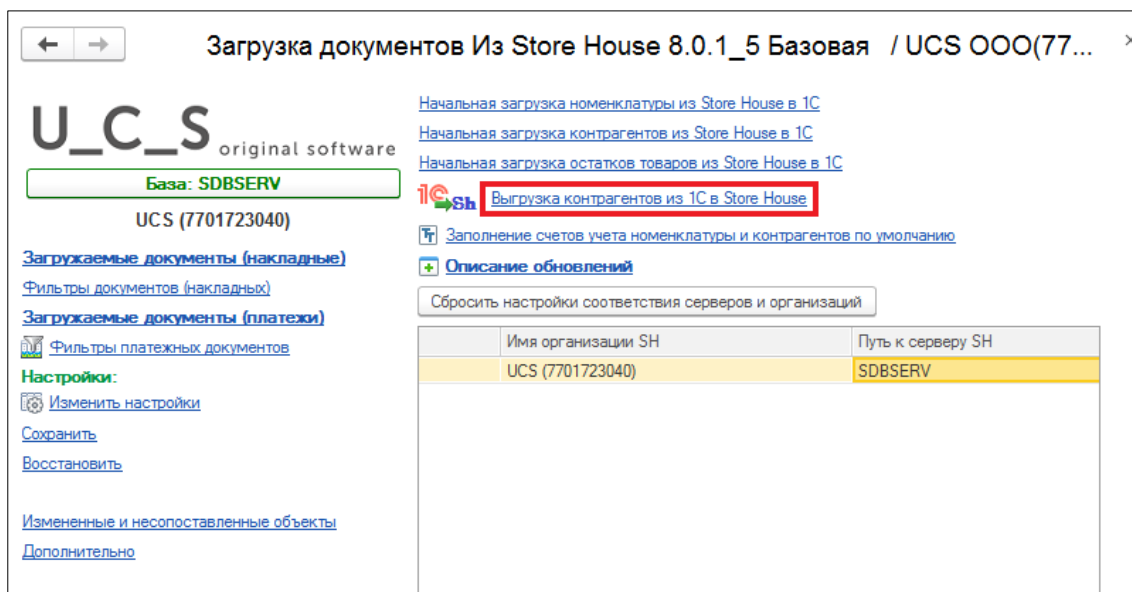 Загрузка документов Из Store House 8.0.1_5 Базовая / UCS ООО(77...
U_C_S original software
База: SDBSERV
UCS (7701723040)
Загружаемые документы (накладные)
Фильтры документов (накладных)
Загружаемые документы (платежи)
Фильтры платежных документов
Настройки:
Изменить настройки
Сохранить
Восстановить
Измененные и несопоставленные объекты
Дополнительно
Начальная загрузка номенклатуры из Store House в 1С
Начальная загрузка контрагентов из Store House в 1С
Начальная загрузка остатков товаров из Store House в 1С
1С Sh Выгрузка контрагентов из 1С в Store House
Тт Заполнение счетов учета номенклатуры и контрагентов по умолчанию
Описание обновлений
Сбросить настройки соответствия серверов и организаций
Имя организации SH Путь к серверу SH
UCS (7701723040) SDBSERV